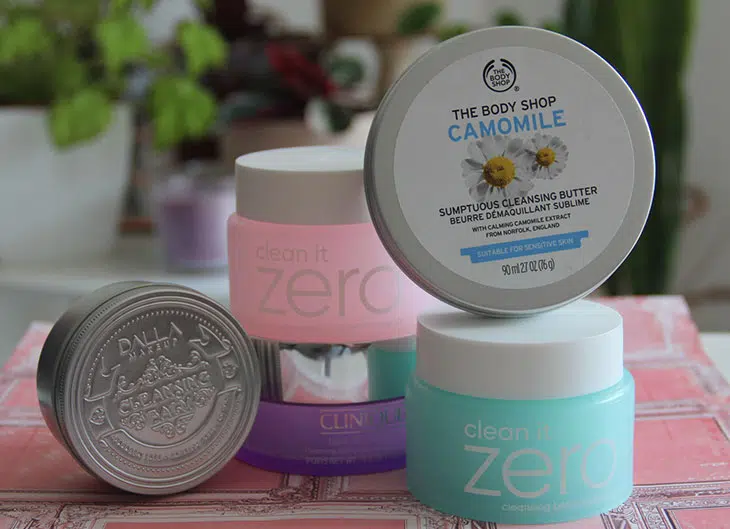 THE
BODY
SHOP
THE BODY SHOP
CAMOMILE
SUMPTUOUS CLEANSING BUTTER
BEURRE DÉMAQUILLANT SUBLIME
WITH CALMING CAMOMILE EXTRACT
FROM NORFOLK, ENGLAND
SUITABLE FOR SENSITIVE SKIN
90 ml 2.7 OZ (76 g)
clean it
zero
CLINIQUE
DALLA
MAKEUP
CLEANSING
clean it
zero
cleansing